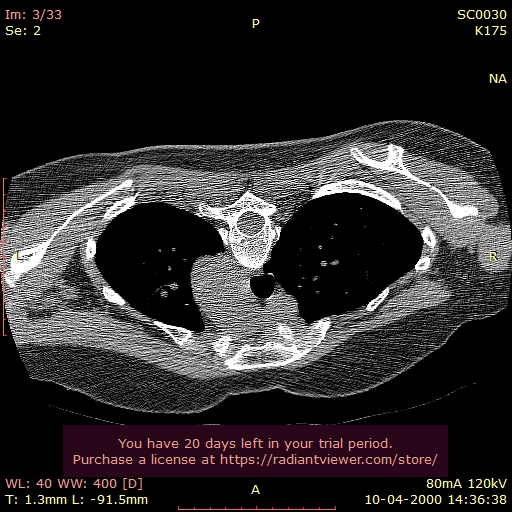 Im: 3/33
Se: 2
P
SC0030
K175
NA
L
R
You have 20 days left in your trial period.
Purchase a license at https://radiantviewer.com/store/
WL: 40 WW: 400 [D]
T: 1.3mm L: -91.5mm
A
80mA 120kV
10-04-2000 14:36:38